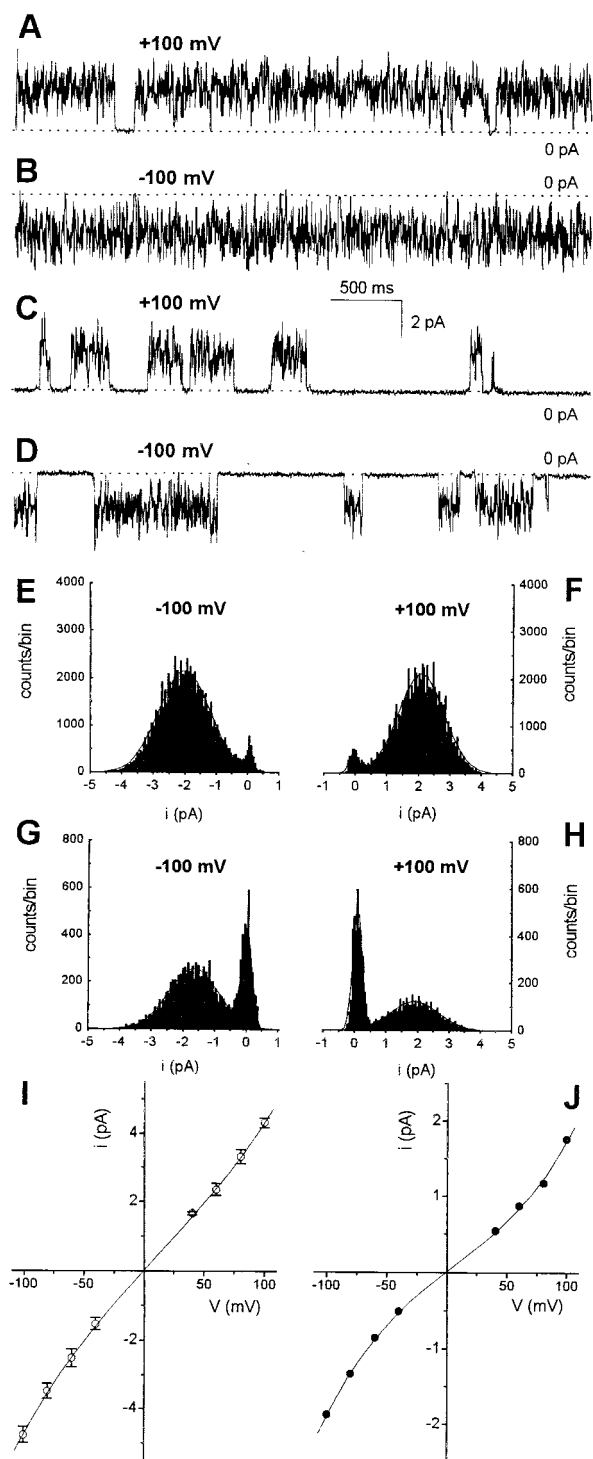 A
+100 mV
0 pA
B
-100 mV
0 pA
C
+100 mV
500 ms
2 pA
0 pA
D
-100 mV
0 pA
E
-100 mV
counts/bin
4000
3000
2000
1000
0
-5 -4 -3 -2 -1 0 1
i (pA)
F
+100 mV
counts/bin
4000
3000
2000
1000
0
-1 0 1 2 3 4 5
i (pA)
G
-100 mV
counts/bin
800
600
400
200
0
-5 -4 -3 -2 -1 0 1
i (pA)
H
+100 mV
counts/bin
800
600
400
200
0
-1 0 1 2 3 4 5
i (pA)
I
i (pA)
4
2
-100 -50 50 100
V (mV)
-2
-4
J
i (pA)
2
1
-100 -50 50 100
V (mV)
-1
-2